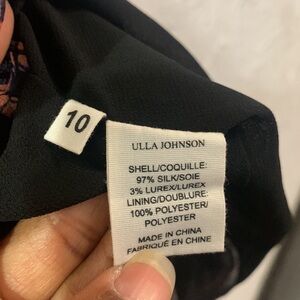 10
ULLA JOHNSON
SHELL/COQUILLE:
97% SILK/SOIE
3% LUREX/LUREX
LINING/DOUBLURE:
100% POLYESTER/
POLYESTER
MADE IN CHINA
FABRIQUÉ EN CHINE